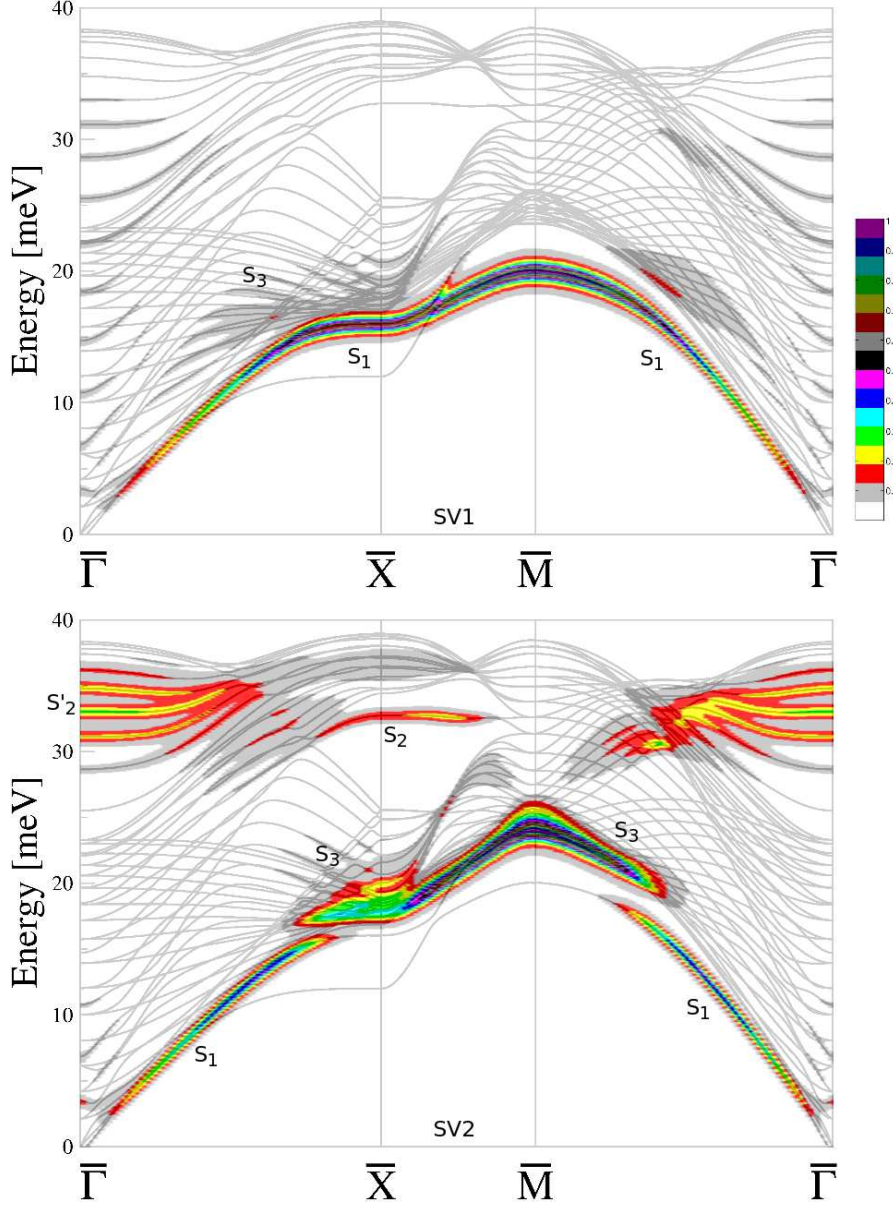 40
30
20
10
0
Energy [meV]
S3
S1
S1
SV1
Γ̅ X̅ M̅ Γ̅
1
40
30
20
10
0
Energy [meV]
S'2
S2
S3
S3
S1
S1
SV2
Γ̅ X̅ M̅ Γ̅